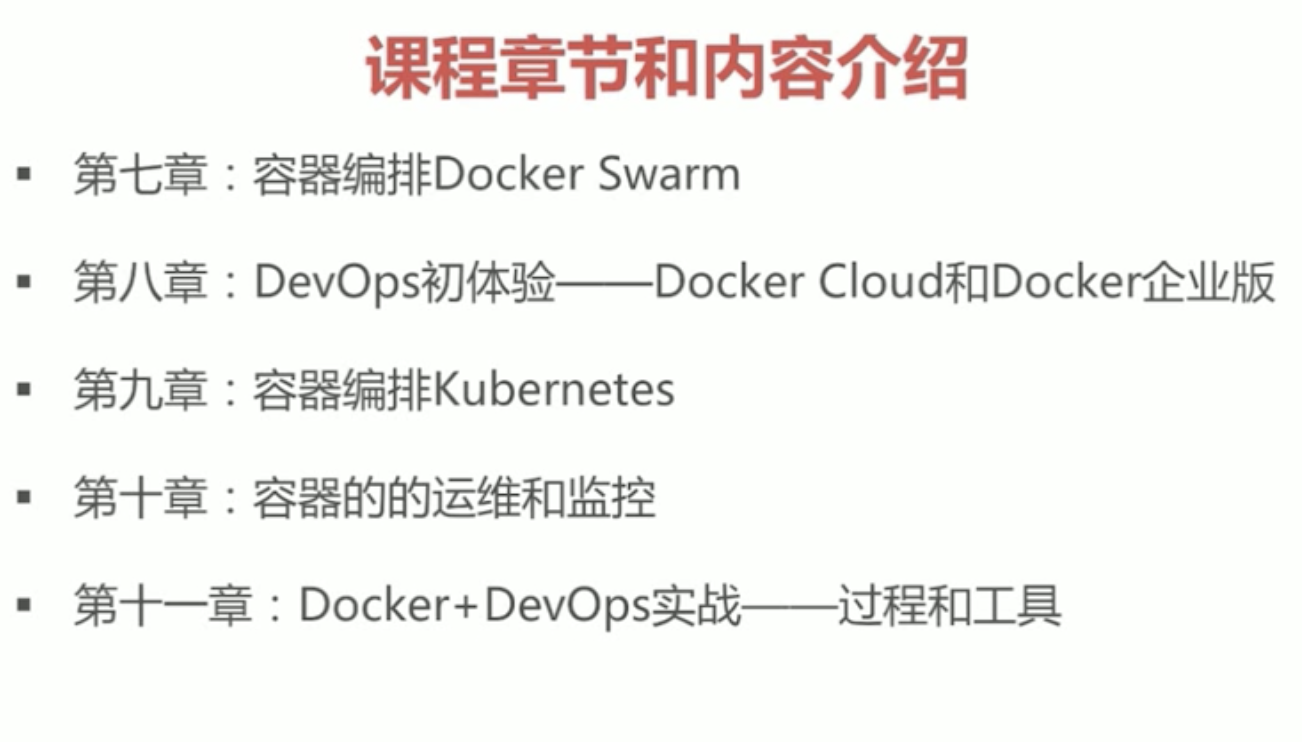 课程章节和内容介绍
▪ 第七章：容器编排Docker Swarm
▪ 第八章：DevOps初体验——Docker Cloud和Docker企业版
▪ 第九章：容器编排Kubernetes
▪ 第十章：容器的的运维和监控
▪ 第十一章：Docker+DevOps实战——过程和工具